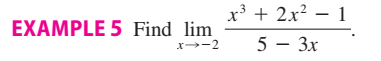 EXAMPLE 5 Find lim x→−2 (x³ + 2x² − 1) / (5 − 3x).